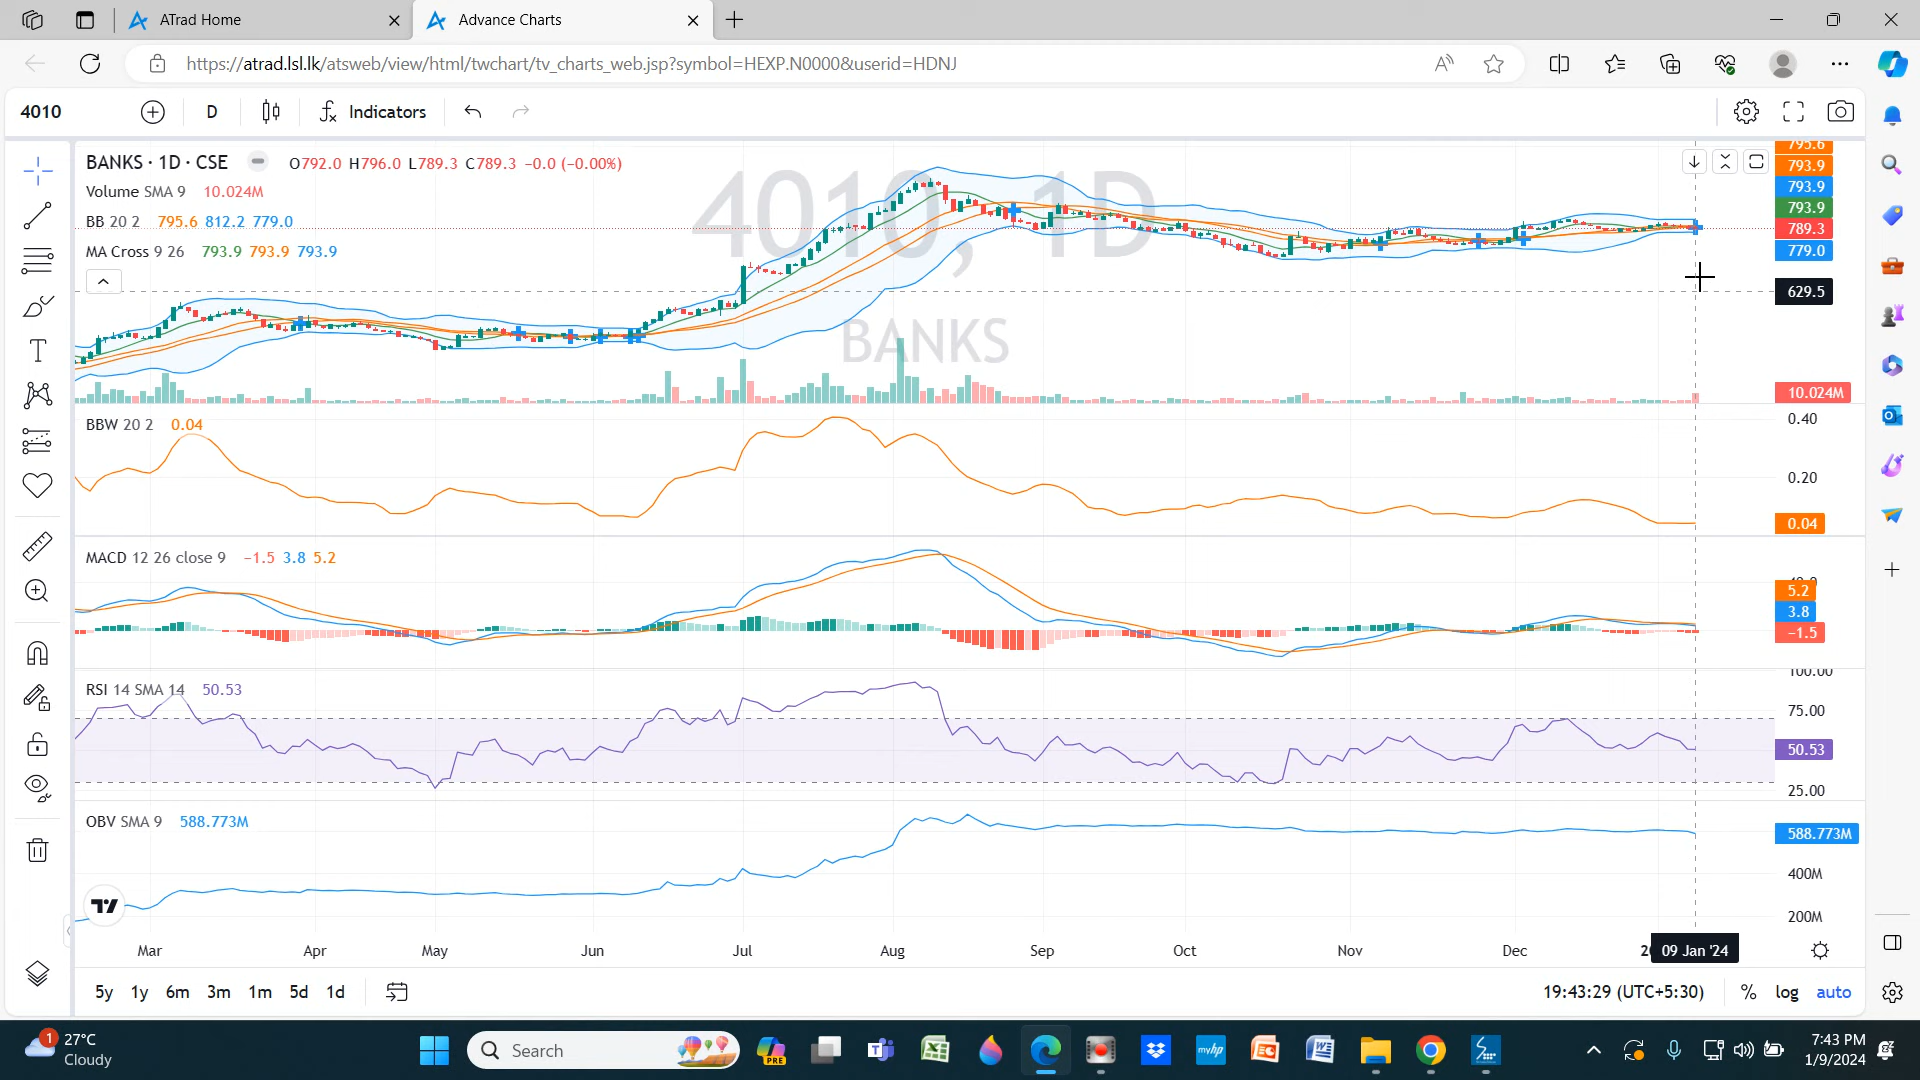 ATrad Home
Advance Charts
https://atrad.lsl.lk/atsweb/view/html/twchart/tv_charts_web.jsp?symbol=HEXP.N0000&userid=HDNJ
4010
D
Indicators
BANKS · 1D · CSE
O792.0 H796.0 L789.3 C789.3 -0.0 (-0.00%)
Volume SMA 9 10.024M
BB 20 2 795.6 812.2 779.0
MA Cross 9 26 793.9 793.9 793.9
4010, 1D
BANKS
795.6
793.9
793.9
793.9
789.3
779.0
629.5
10.024M
BBW 20 2 0.04
0.40
0.20
0.04
MACD 12 26 close 9 −1.5 3.8 5.2
5.2
3.8
−1.5
RSI 14 SMA 14 50.53
100.00
75.00
50.53
25.00
OBV SMA 9 588.773M
588.773M
400M
200M
Mar Apr May Jun Jul Aug Sep Oct Nov Dec 09 Jan '24
5y 1y 6m 3m 1m 5d 1d
19:43:29 (UTC+5:30) % log auto
1
27°C
Cloudy
Search
PRE
myhp
7:43 PM
1/9/2024